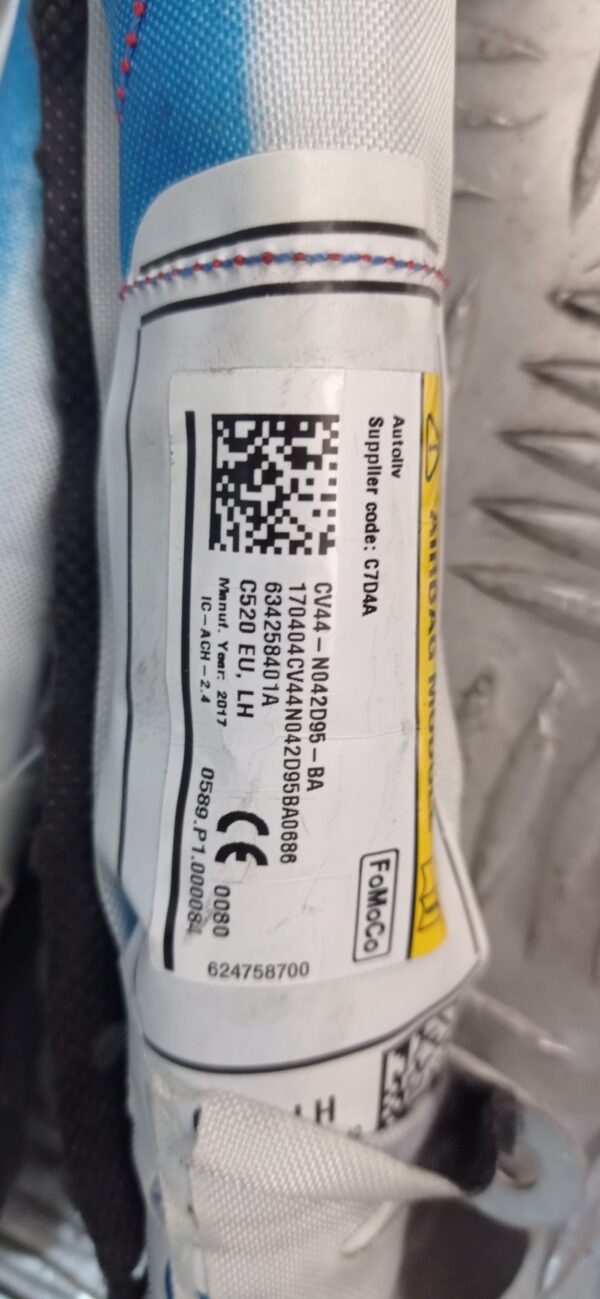 AIRBAG MODULE
Autoliv
Supplier code: C7D4A
FoMoCo
CV44-N042D95-BA
170404CV44N042D95BA0686
634258401A
C520 EU, LH
Manuf. Year: 2017
IC-ACH-2.4
CE 0080
0589.P1.000084
624758700